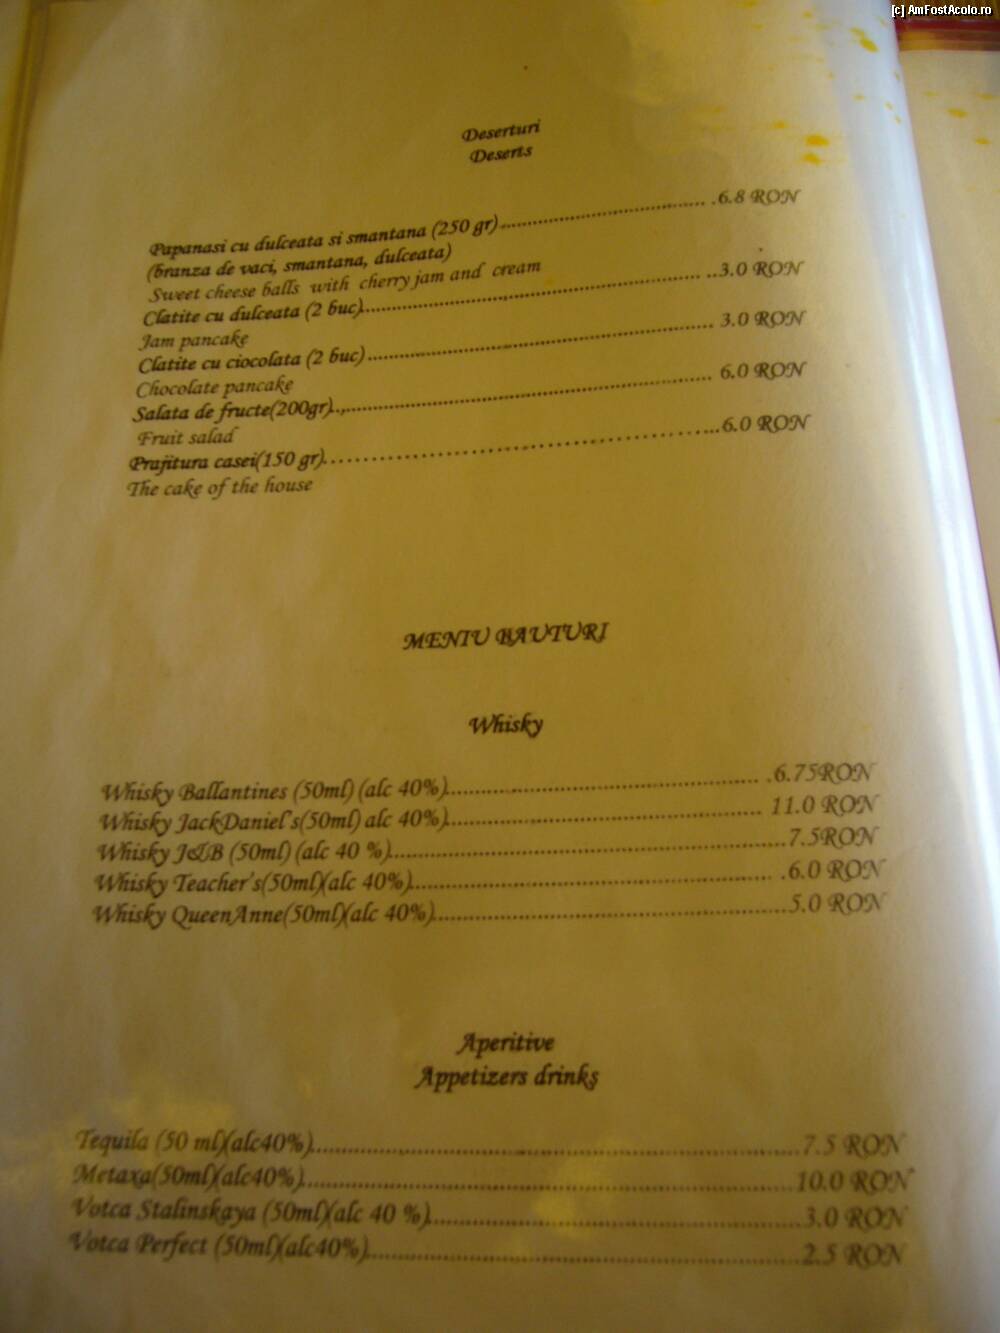 [c] AmFostAcolo.ro
Deserturi
Deserts
Papanasi cu dulceata si smantana (250 gr)...................................... .6.8 RON
(branza de vaci, smantana, dulceata)
Sweet cheese balls with cherry jam and cream
Clatite cu dulceata (2 buc)............................................................... ..3.0 RON
Jam pancake
Clatite cu ciocolata (2 buc)................................................................ 3.0 RON
Chocolate pancake
Salata de fructe(200gr)..,................................................................... 6.0 RON
Fruit salad
Prajitura casei(150 gr)..........................................6.0 RON
The cake of the house
MENIU BAUTURI
Whisky
Whisky Ballantines (50ml) (alc 40%)...................................................... .6.75RON
Whisky JackDaniel's(50ml) alc 40%)....................................................... 11.0 RON
Whisky J&B (50ml) (alc 40 %).....................................................................7.5RON
Whisky Teacher's(50ml)(alc 40%)................................................................ .6.0 RON
Whisky QueenAnne(50ml)(alc 40%)..............................................................5.0 RON
Aperitive
Appetizers drinks
Tequila (50 ml)(alc40%)....................................................................................7.5 RON
Metaxa(50ml)(alc40%)......................................................................................10.0 RON
Votca Stalinskaya (50ml)(alc 40 %)...............................................................3.0 RON
Votca Perfect (50ml)(alc40%)..........................................................................2.5 RON